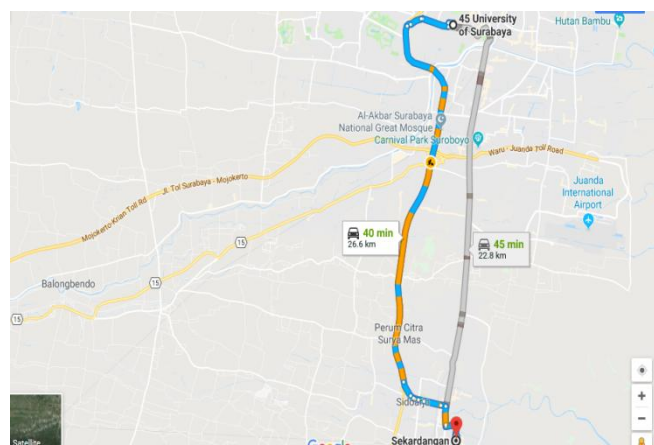 45 University
of Surabaya
Hutan Bambu
Al-Akbar Surabaya
National Great Mosque
Carnival Park Suroboyo
Waru - Juanda Toll Road
Juanda
International
Airport
Jl. Tol Surabaya - Mojokerto
Mojokerto-Kriian Toll Rd
40 min
26.6 km
45 min
22.8 km
15
Balongbendo
15
15
Perum Citra
Surya Mas
Sidoarjo
Sekardangan
Satellite
Google